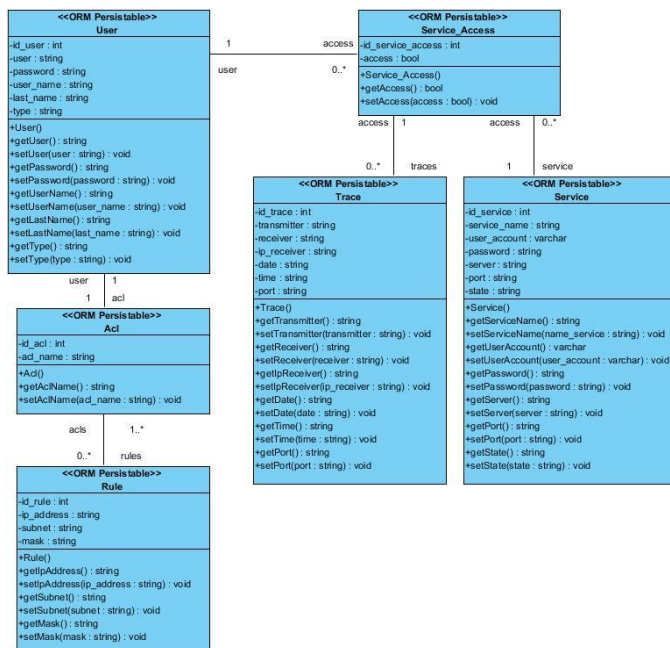 <<ORM Persistable>>
User
-id_user : int
-user : string
-password : string
-user_name : string
-last_name : string
-type : string
+User()
+getUser() : string
+setUser(user : string) : void
+getPassword() : string
+setPassword(password : string) : void
+getUserName() : string
+setUserName(user_name : string) : void
+getLastName() : string
+setLastName(last_name : string) : void
+getType() : string
+setType(type : string) : void
1 access
user 0..*
<<ORM Persistable>>
Service_Access
-id_service_access : int
-access : bool
+Service_Access()
+getAccess() : bool
+setAccess(access : bool) : void
access 1
0..* traces
access 0..*
1 service
<<ORM Persistable>>
Trace
-id_trace : int
-transmitter : string
-receiver : string
-ip_receiver : string
-date : string
-time : string
-port : string
+Trace()
+getTransmitter() : string
+setTransmitter(transmitter : string) : void
+getReceiver() : string
+setReceiver(receiver : string) : void
+getIpReceiver() : string
+setIpReceiver(ip_receiver : string) : void
+getDate() : string
+setDate(date : string) : void
+getTime() : string
+setTime(time : string) : void
+getPort() : string
+setPort(port : string) : void
<<ORM Persistable>>
Service
-id_service : int
-service_name : string
-user_account : varchar
-password : string
-server : string
-port : string
-state : string
+Service()
+getServiceName() : string
+setServiceName(name_service : string) : void
+getUserAccount() : varchar
+setUserAccount(user_account : varchar) : void
+getPassword() : string
+setPassword(password : string) : void
+getServer() : string
+setServer(server : string) : void
+getPort() : string
+setPort(port : string) : void
+getState() : string
+setState(state : string) : void
user 1
1 acl
<<ORM Persistable>>
Acl
-id_acl : int
-acl_name : string
+Acl()
+getAclName() : string
+setAclName(acl_name : string) : void
acls 1..*
0..* rules
<<ORM Persistable>>
Rule
-id_rule : int
-ip_address : string
-subnet : string
-mask : string
+Rule()
+getIpAddress() : string
+setIpAddress(ip_address : string) : void
+getSubnet() : string
+setSubnet(subnet : string) : void
+getMask() : string
+setMask(mask : string) : void